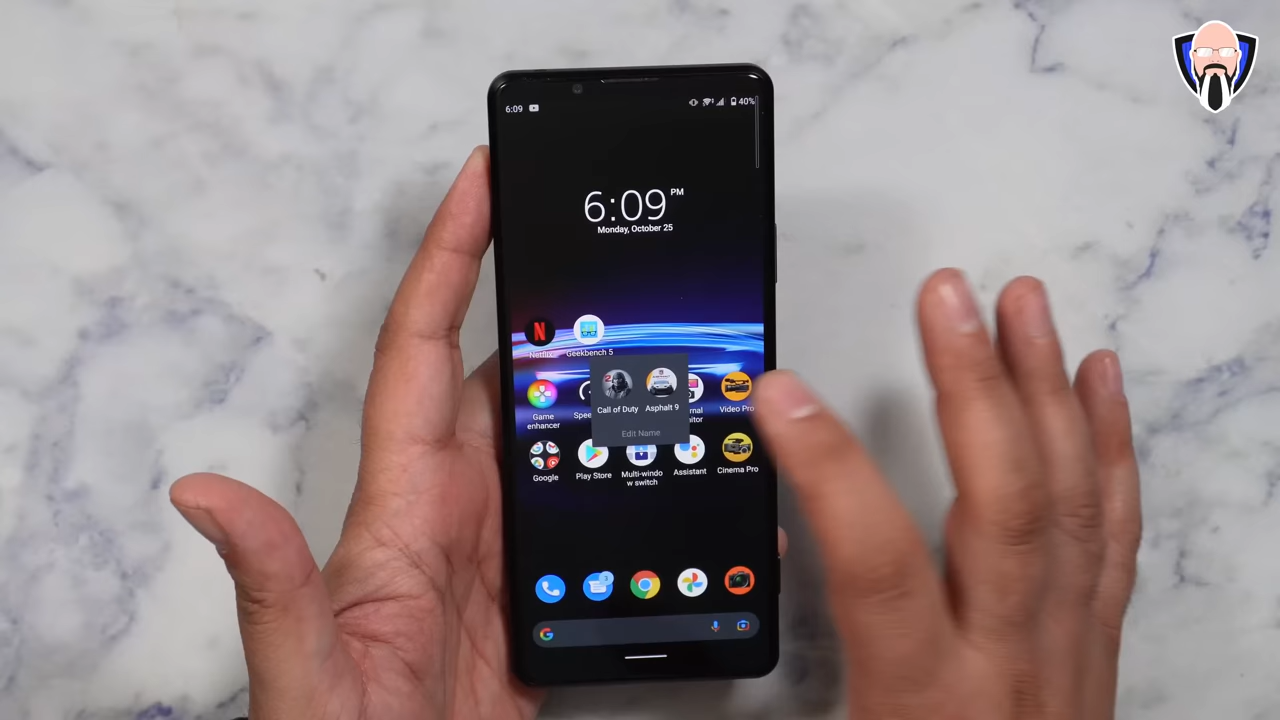 6:09
40%
6:09 PM
Monday, October 25
Netflix
Geekbench 5
Call of Duty
Asphalt 9
Edit Name
Game
enhancer
Video Pro
Google
Play Store
Multi-windo
w switch
Assistant
Cinema Pro